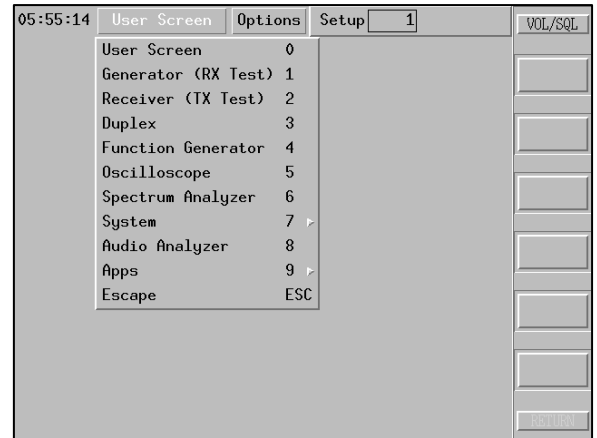 05:55:14 User Screen Options Setup 1 VOL/SQL
User Screen 0
Generator (RX Test) 1
Receiver (TX Test) 2
Duplex 3
Function Generator 4
Oscilloscope 5
Spectrum Analyzer 6
System 7
Audio Analyzer 8
Apps 9
Escape ESC
RETURN